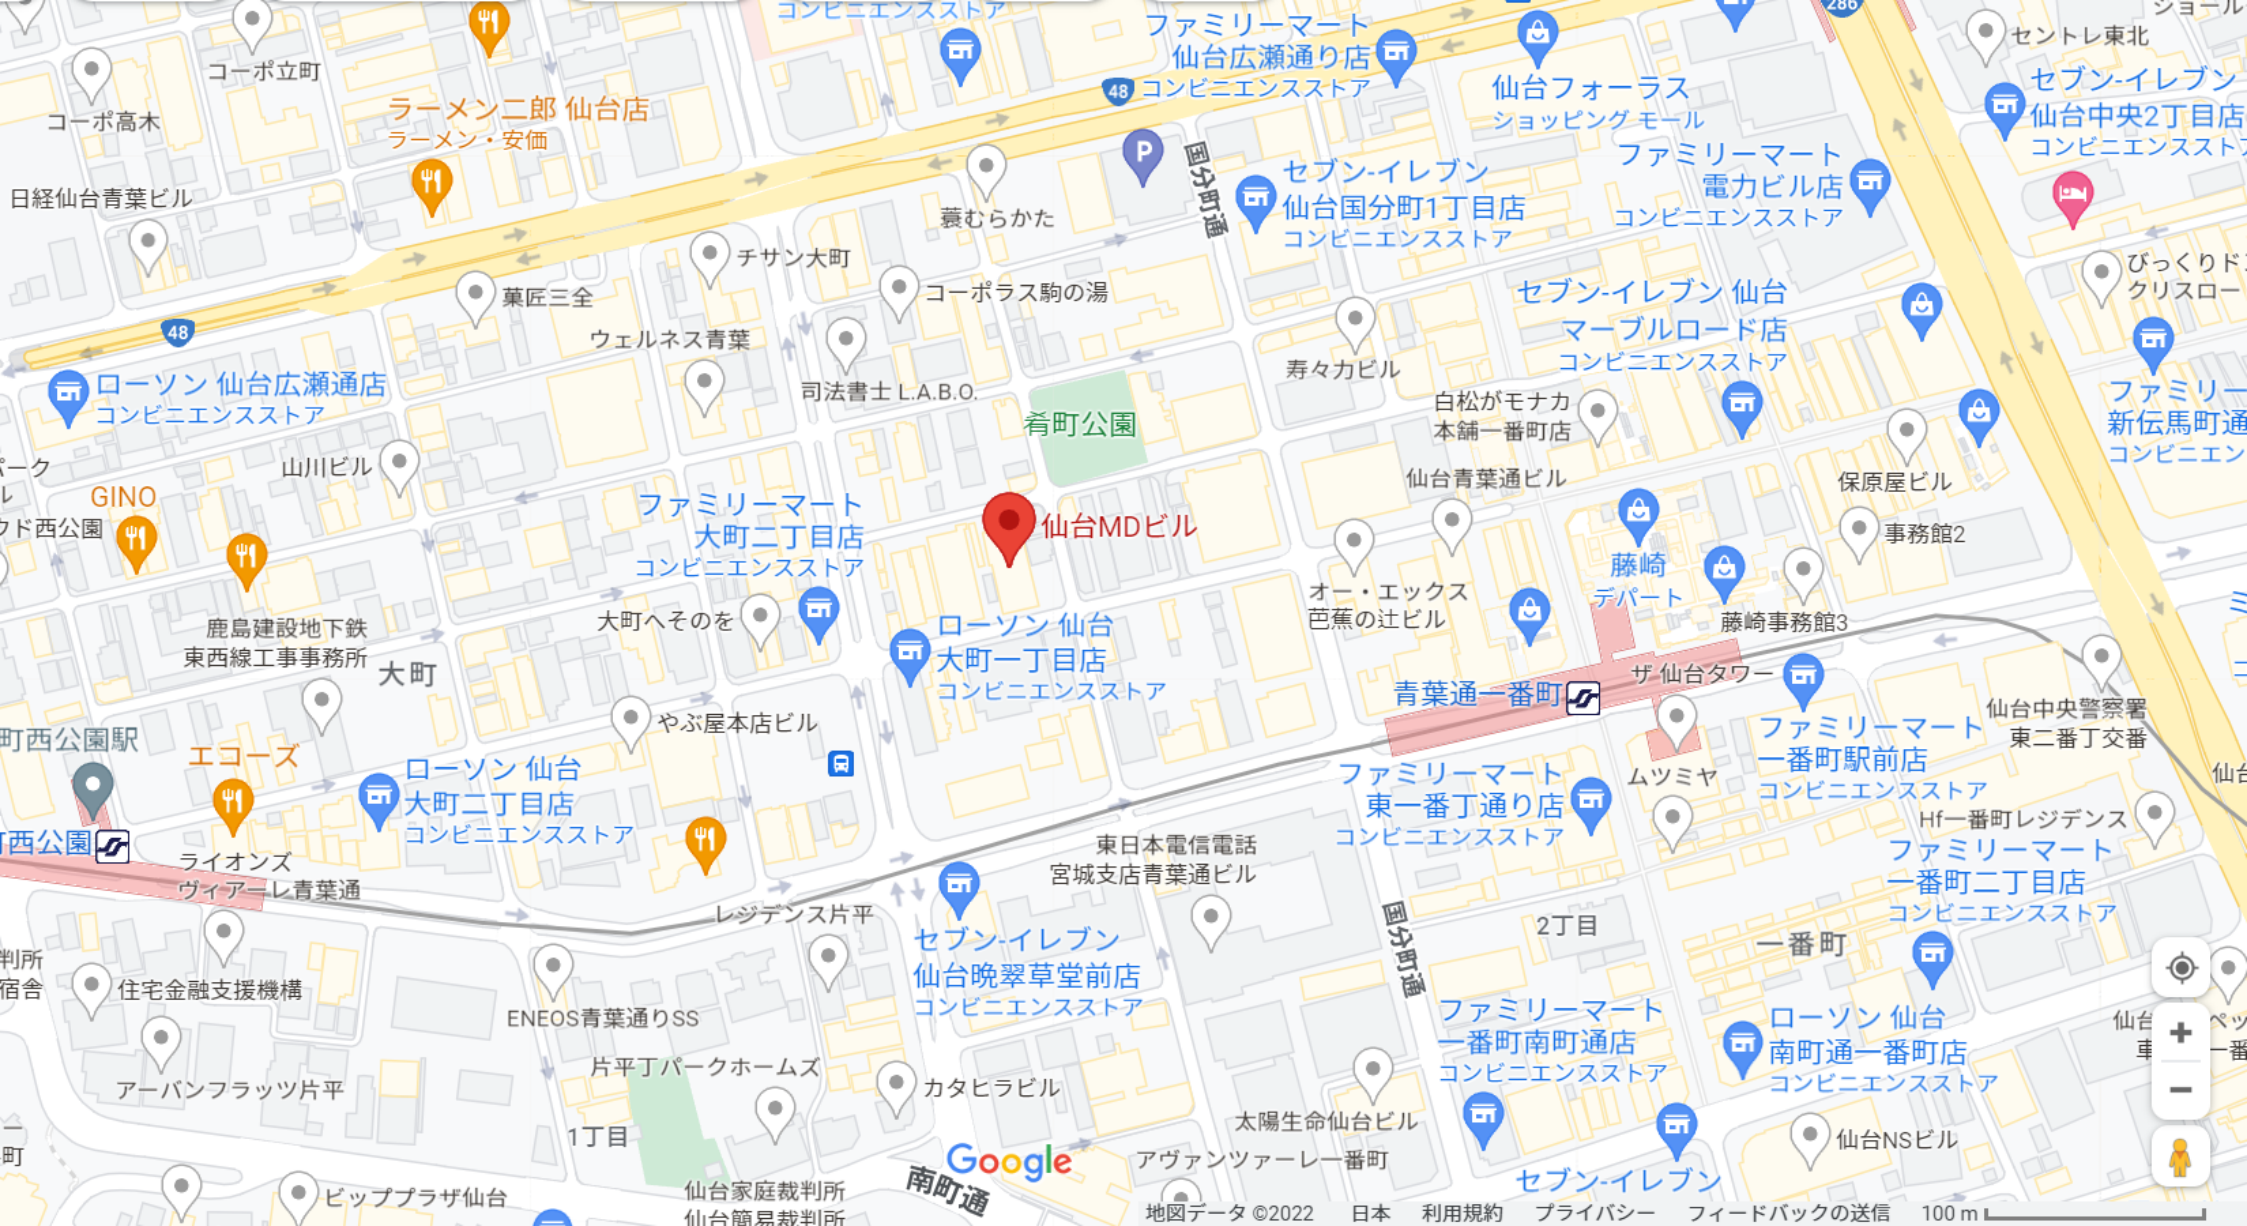 コンビニエンスストア
ファミリーマート
仙台広瀬通り店
コンビニエンスストア
286
ショール
セントレ東北
コーポ立町
コーポ高木
ラーメン二郎 仙台店
ラーメン・安価
48
仙台フォーラス
ショッピング モール
セブン-イレブン
仙台中央2丁目店
コンビニエンススト
ファミリーマート
電力ビル店
コンビニエンスストア
P
国分町通
セブン-イレブン
仙台国分町1丁目店
コンビニエンスストア
日経仙台青葉ビル
蕞むらかた
チサン大町
コーポラス駒の湯
菓匠三全
ウェルネス青葉
48
びっくりド
クリスロー
セブン-イレブン 仙台
マーブルロード店
コンビニエンスストア
寿々力ビル
司法書士 L.A.B.O.
ローソン 仙台広瀬通店
コンビニエンスストア
肴町公園
白松がモナカ
本舗一番町店
ファミリー
新伝馬町通
コンビニエン
山川ビル
パーク
ル
GINO
ウド西公園
仙台青葉通ビル
保原屋ビル
事務館2
ファミリーマート
大町二丁目店
コンビニエンスストア
仙台MDビル
藤崎
デパート
オー・エックス
芭蕉の辻ビル
藤崎事務館3
大町へそのを
ローソン 仙台
大町一丁目店
コンビニエンスストア
鹿島建設地下鉄
東西線工事事務所
大町
青葉通一番町
ザ 仙台タワー
やぶ屋本店ビル
仙台中央警察署
東二番丁交番
町西公園駅
エコーズ
ローソン 仙台
大町二丁目店
コンビニエンスストア
ファミリーマート
一番町駅前店
コンビニエンスストア
ファミリーマート
東一番丁通り店
コンビニエンスストア
ムツミヤ
仙台
Hf一番町レジデンス
町西公園
ライオンズ
ヴィアーレ青葉通
東日本電信電話
宮城支店青葉通ビル
ファミリーマート
一番町二丁目店
コンビニエンスストア
レジデンス片平
国分町通
2丁目
一番町
セブン-イレブン
仙台晩翠草堂前店
コンビニエンスストア
判所
宿舎
住宅金融支援機構
ENEOS青葉通りSS
ファミリーマート
一番町南町通店
コンビニエンスストア
ローソン 仙台
南町通一番町店
コンビニエンスストア
アーバンフラッツ片平
片平丁パークホームズ
カタヒラビル
1丁目
太陽生命仙台ビル
仙台NSビル
Google
アヴァンツァーレ一番町
セブン-イレブン
ビッププラザ仙台
仙台家庭裁判所
仙台簡易裁判所
南町通
地図データ ©2022 日本 利用規約 プライバシー フィードバックの送信 100 m